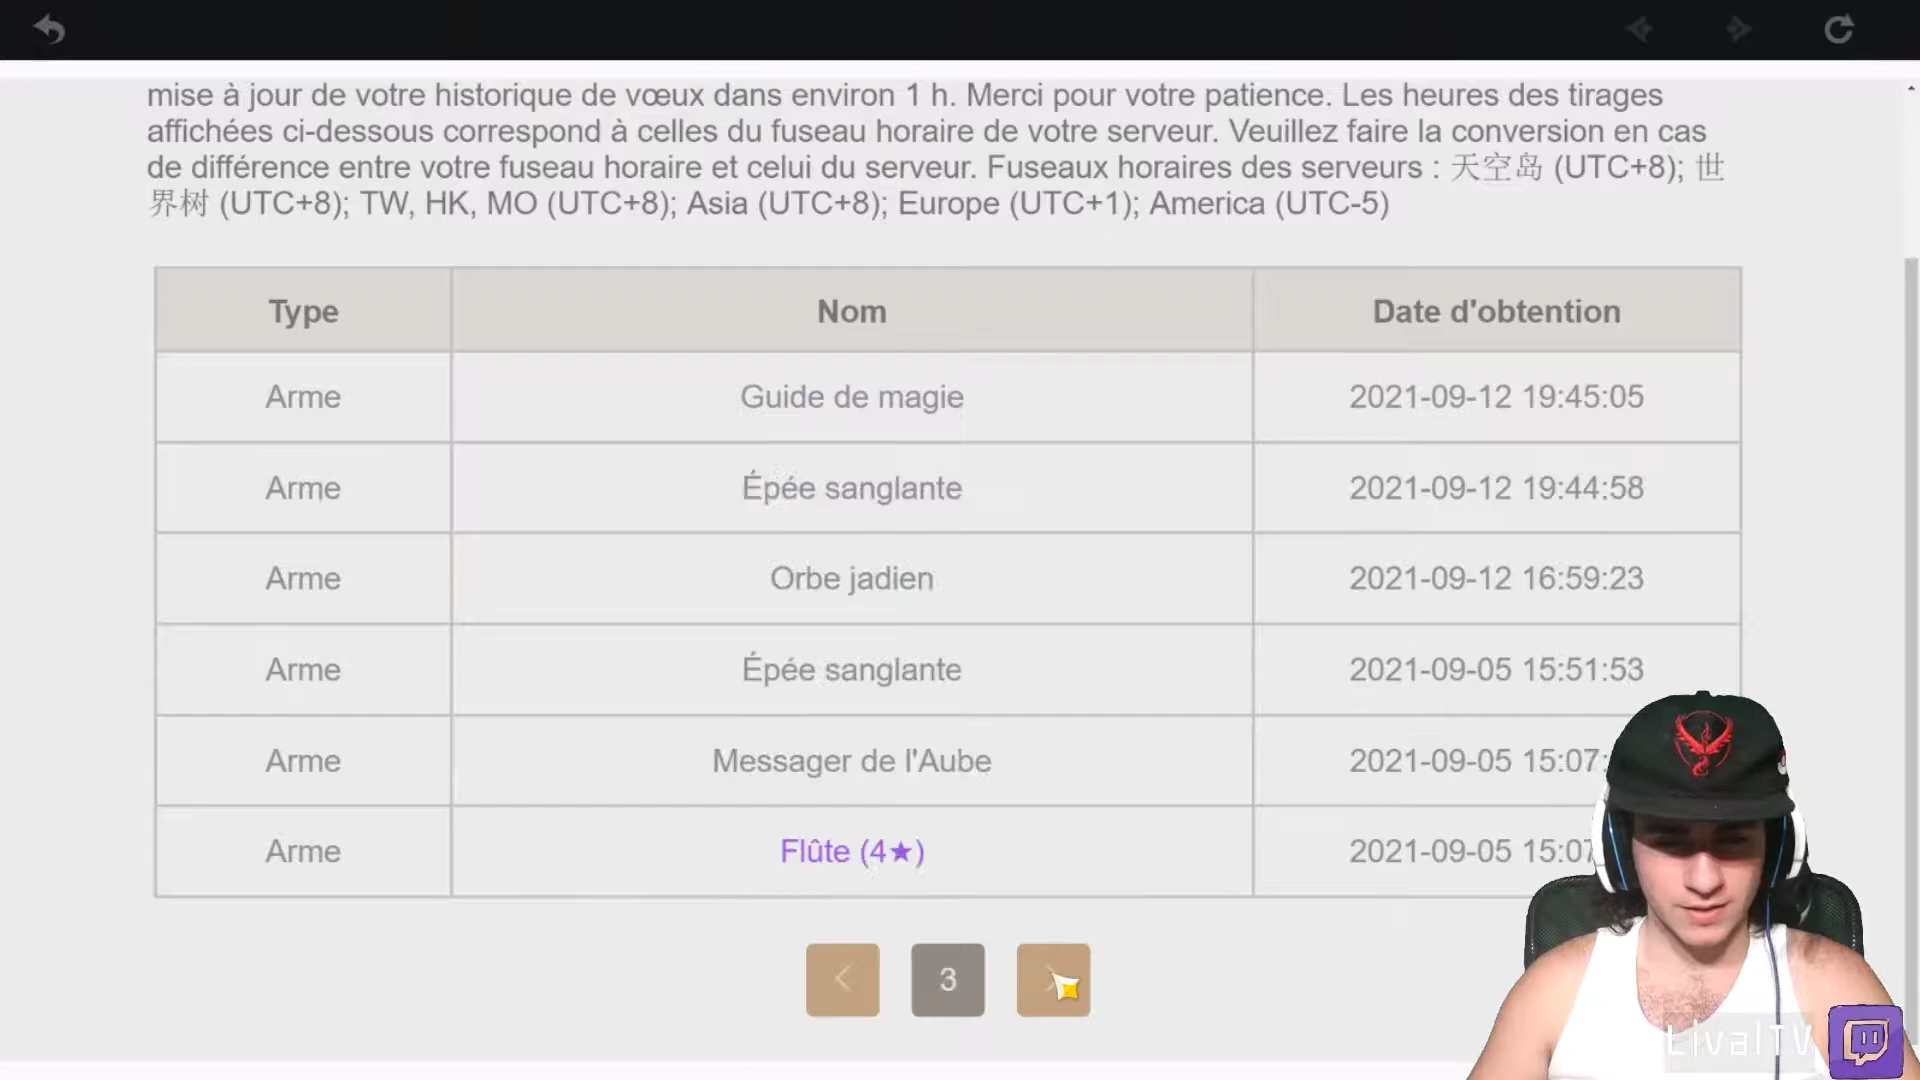 mise à jour de votre historique de vœux dans environ 1 h. Merci pour votre patience. Les heures des tirages
affichées ci-dessous correspond à celles du fuseau horaire de votre serveur. Veuillez faire la conversion en cas
de différence entre votre fuseau horaire et celui du serveur. Fuseaux horaires des serveurs : 天空岛 (UTC+8); 世
界树 (UTC+8); TW, HK, MO (UTC+8); Asia (UTC+8); Europe (UTC+1); America (UTC-5)
Type Nom Date d'obtention
Arme Guide de magie 2021-09-12 19:45:05
Arme Épée sanglante 2021-09-12 19:44:58
Arme Orbe jadien 2021-09-12 16:59:23
Arme Épée sanglante 2021-09-05 15:51:53
Arme Messager de l'Aube 2021-09-05 15:07:
Arme Flûte (4★) 2021-09-05 15:07
3
LivalTV